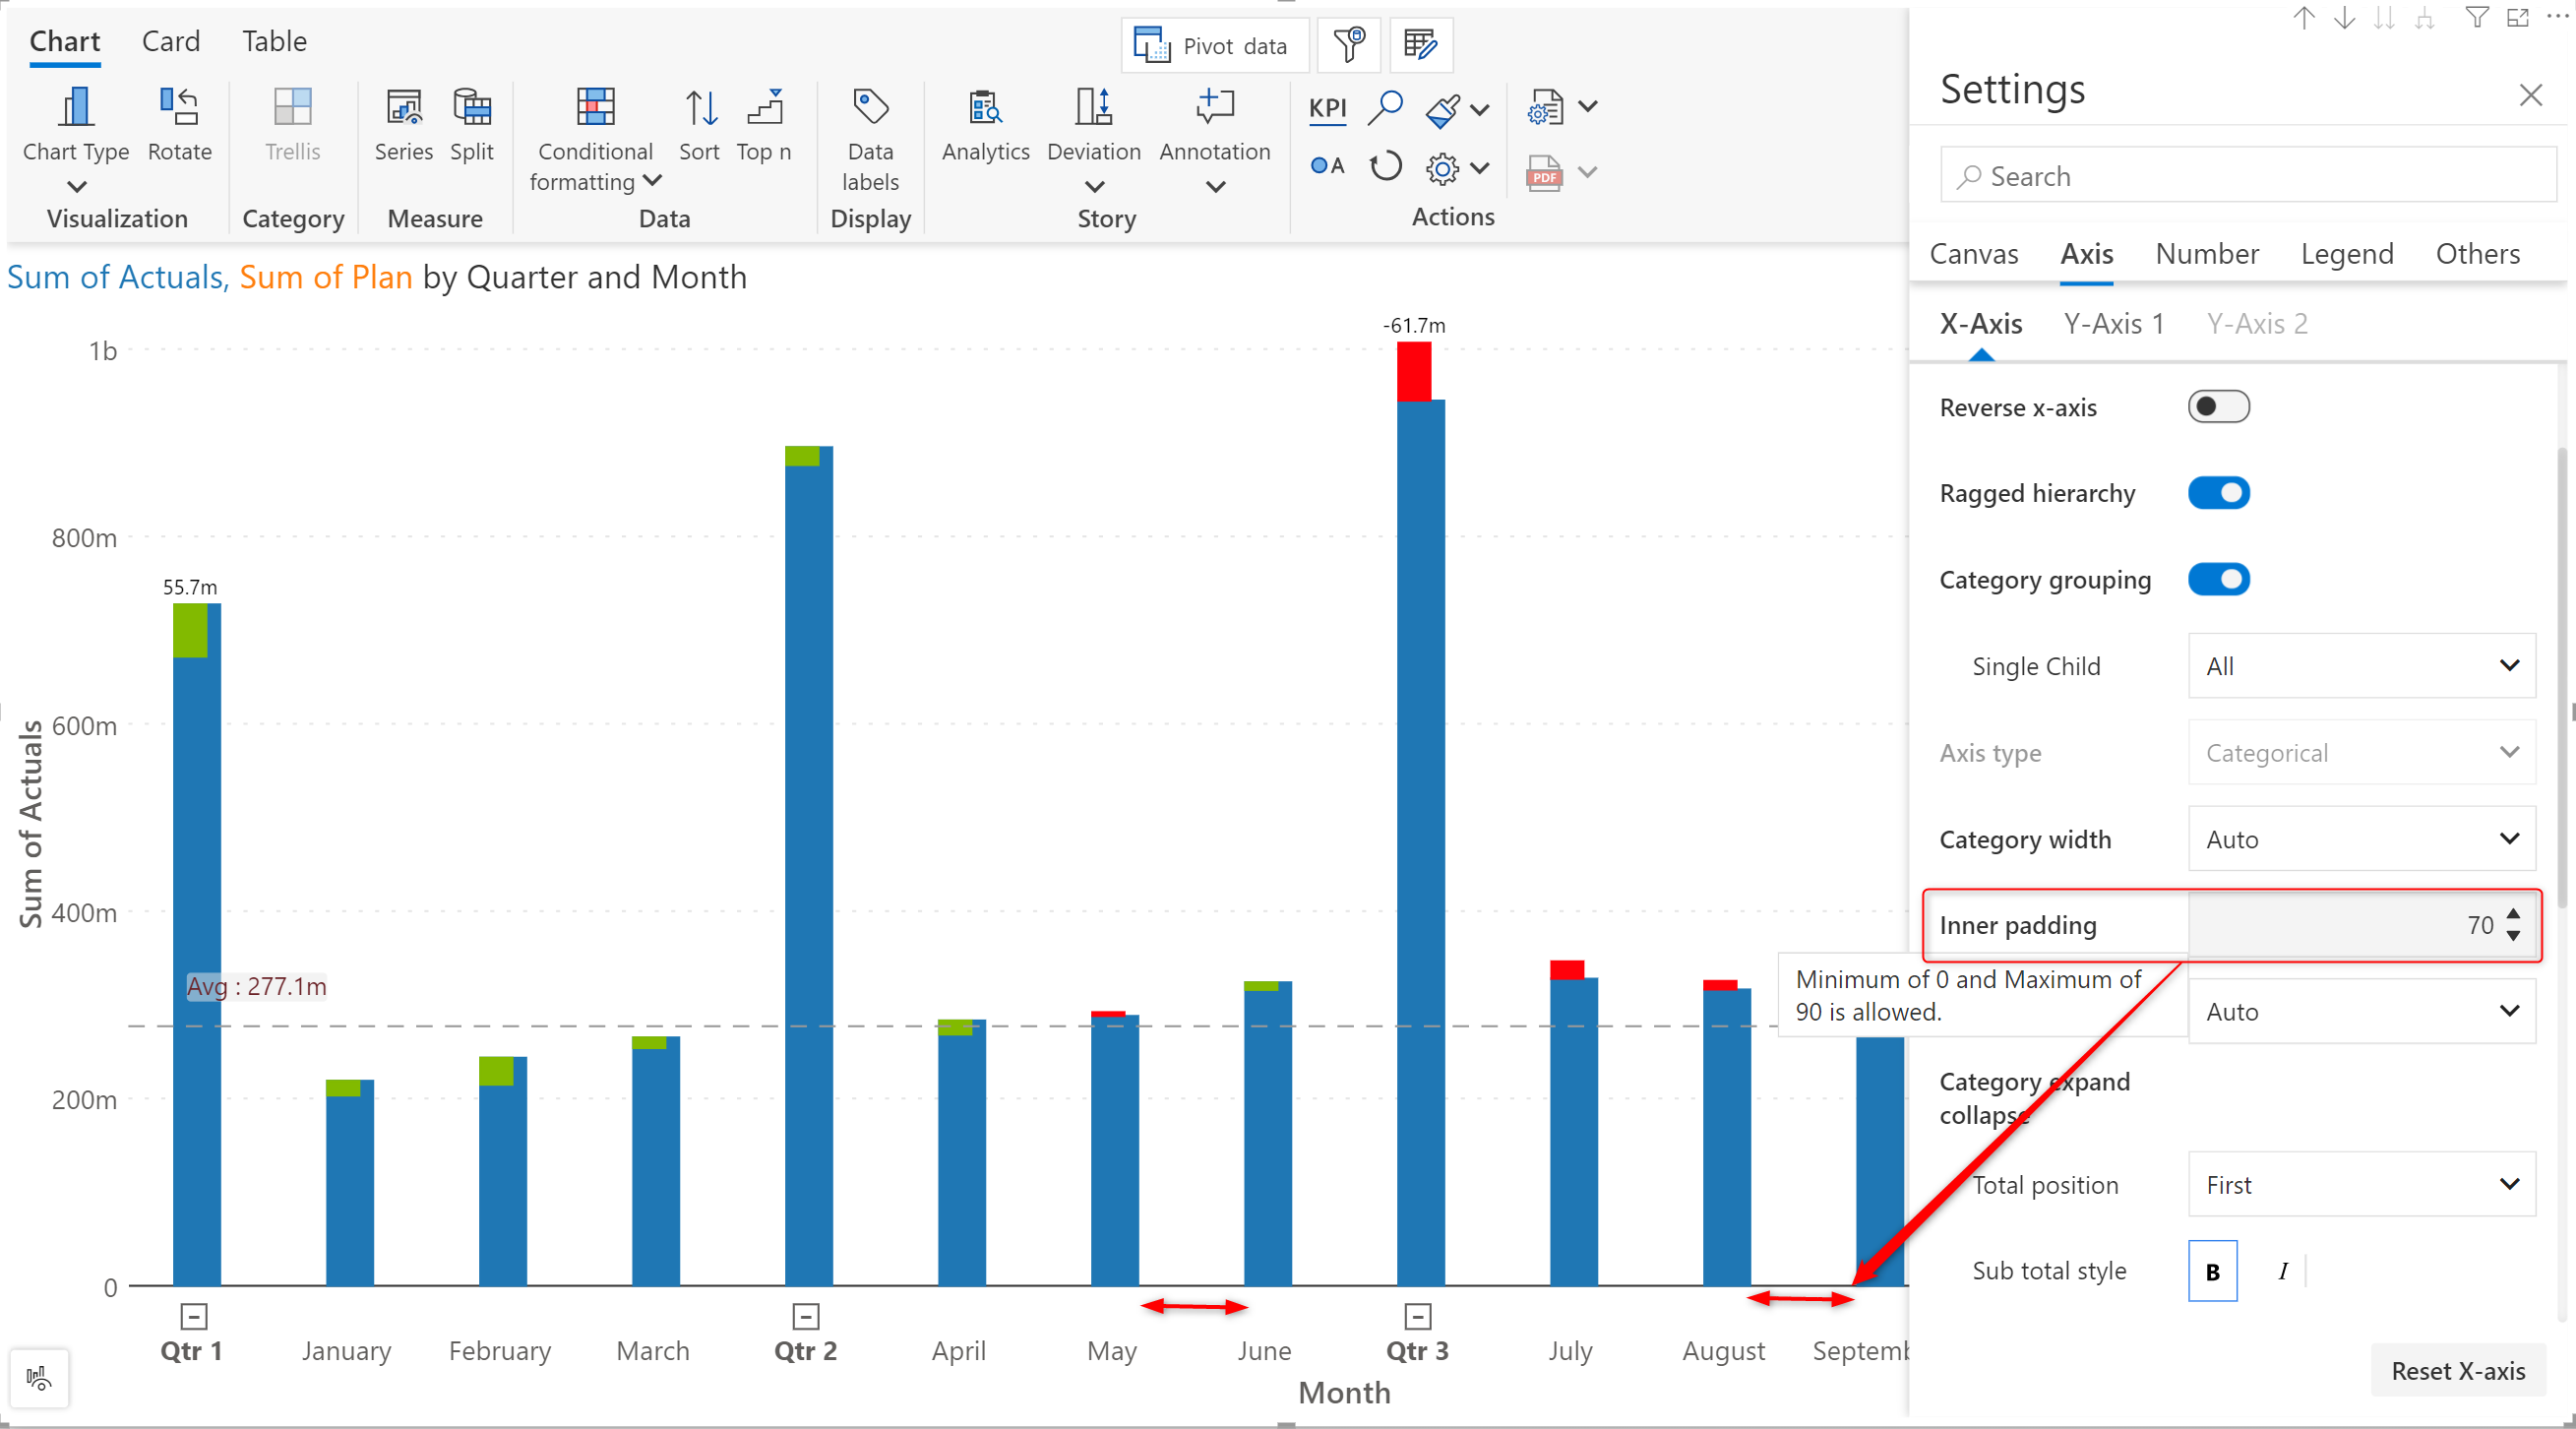 Chart Card Table
Pivot data
Chart Type Rotate Trellis Series Split Conditional formatting Sort Top n Data labels Analytics Deviation Annotation KPI
A
PDF
Visualization Category Measure Data Display Story Actions
Sum of Actuals, Sum of Plan by Quarter and Month
1b
800m
600m
400m
200m
0
Sum of Actuals
55.7m
-61.7m
Avg : 277.1m
Qtr 1 January February March Qtr 2 April May June Qtr 3 July August Septemb
Month
Settings
Search
Canvas Axis Number Legend Others
X-Axis Y-Axis 1 Y-Axis 2
Reverse x-axis
Ragged hierarchy
Category grouping
Single Child All
Axis type Categorical
Category width Auto
Inner padding 70
Minimum of 0 and Maximum of
90 is allowed.
Auto
Category expand
collapse
Total position First
Sub total style B I
Reset X-axis